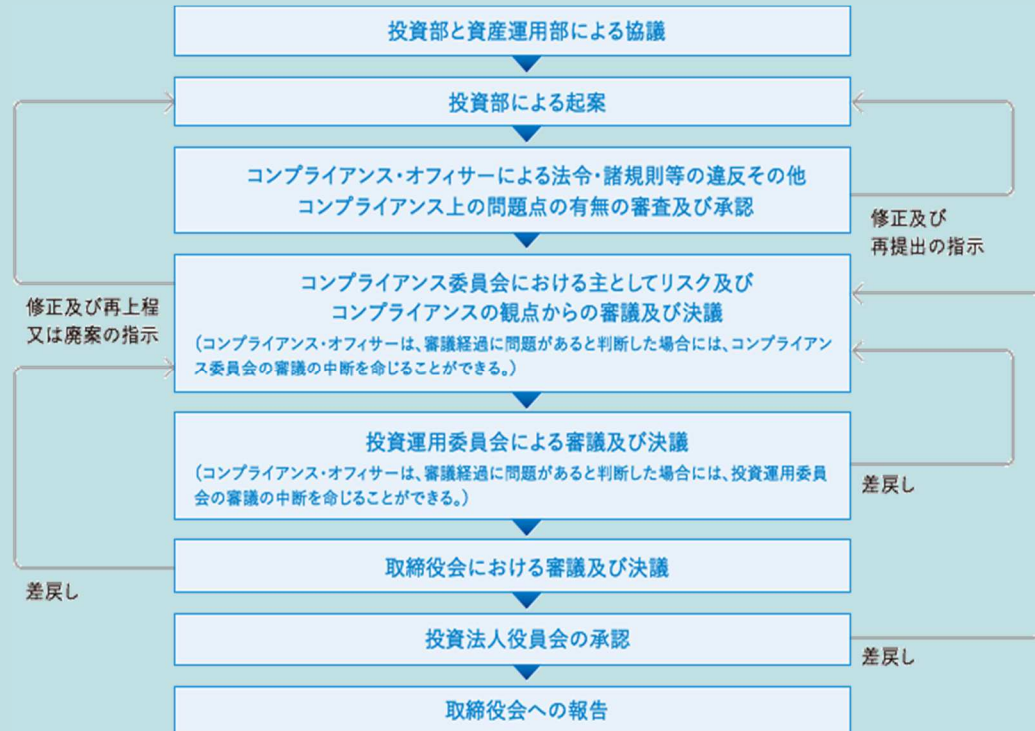 投資部と資産運用部による協議
投資部による起案
コンプライアンス・オフィサーによる法令・諸規則等の違反その他
コンプライアンス上の問題点の有無の審査及び承認
修正及び
再提出の指示
コンプライアンス委員会における主としてリスク及び
コンプライアンスの観点からの審議及び決議
(コンプライアンス・オフィサーは、審議経過に問題があると判断した場合には、コンプライアン
ス委員会の審議の中断を命じることができる。)
修正及び再上程
又は廃案の指示
投資運用委員会による審議及び決議
(コンプライアンス・オフィサーは、審議経過に問題があると判断した場合には、投資運用委員
会の審議の中断を命じることができる。)
差戻し
取締役会における審議及び決議
差戻し
投資法人役員会の承認
差戻し
取締役会への報告